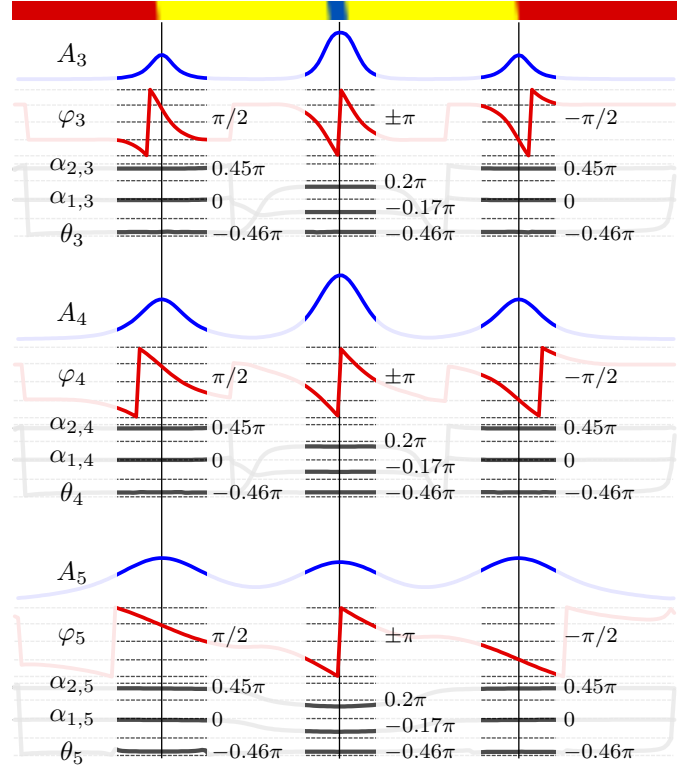 A₃
φ₃ π/2 ±π −π/2
α₂,₃ 0.45π 0.2π 0.45π
α₁,₃ 0 −0.17π 0
θ₃ −0.46π −0.46π −0.46π
A₄
φ₄ π/2 ±π −π/2
α₂,₄ 0.45π 0.2π 0.45π
α₁,₄ 0 −0.17π 0
θ₄ −0.46π −0.46π −0.46π
A₅
φ₅ π/2 ±π −π/2
α₂,₅ 0.45π 0.2π 0.45π
α₁,₅ 0 −0.17π 0
θ₅ −0.46π −0.46π −0.46π